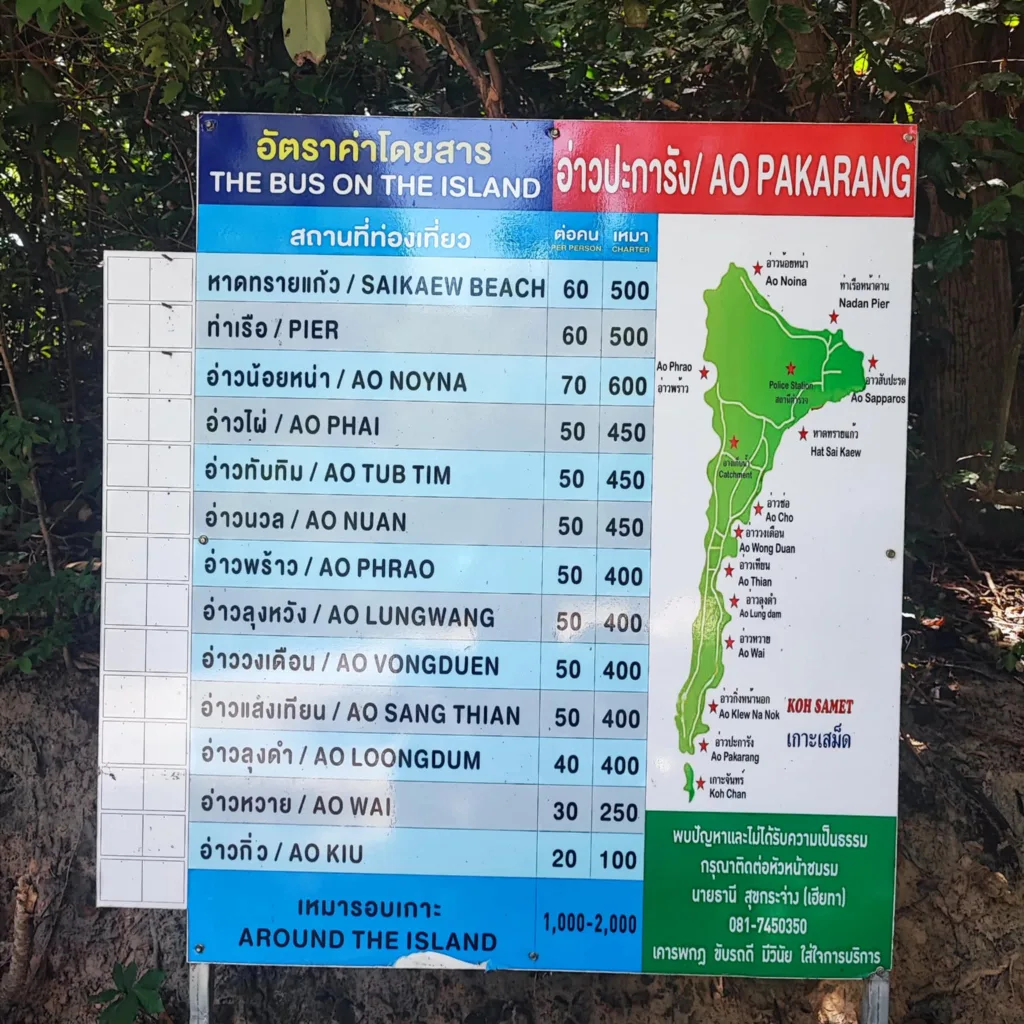 อัตราค่าโดยสาร
THE BUS ON THE ISLAND
อ่าวปะการัง/ AO PAKARANG
สถานที่ท่องเที่ยว ต่อคน เหมา
PER PERSON CHARTER
หาดทรายแก้ว / SAIKAEW BEACH 60 500
ท่าเรือ / PIER 60 500
อ่าวน้อยหน่า / AO NOYNA 70 600
อ่าวไผ่ / AO PHAI 50 450
อ่าวทับทิม / AO TUB TIM 50 450
อ่าวนวล / AO NUAN 50 450
อ่าวพร้าว / AO PHRAO 50 400
อ่าวลุงหวัง / AO LUNGWANG 50 400
อ่าววงเดือน / AO VONGDUEN 50 400
อ่าวแส้งเทียน / AO SANG THIAN 50 400
อ่าวลุงดำ / AO LOONGDUM 40 400
อ่าวหวาย / AO WAI 30 250
อ่าวกิ่ว / AO KIU 20 100
เหมารอบเกาะ
AROUND THE ISLAND 1,000-2,000
อ่าวน้อยหน่า
Ao Noina
ท่าเรือหน้าด่าน
Nadan Pier
Ao Phrao
อ่าวพร้าว
Police Station
สถานีตำรวจ
อ่าวสับปะรด
Ao Sapparos
หาดทรายแก้ว
Hat Sai Kaew
อ่างเก็บน้ำ
Catchment
อ่าวช่อ
Ao Cho
อ่าววงเดือน
Ao Wong Duan
อ่าวเทียน
Ao Thian
อ่าวลุงดำ
Ao Lung dam
อ่าวหวาย
Ao Wai
อ่าวกิ่วหน้านอก
Ao Klew Na Nok
KOH SAMET
เกาะเสม็ด
อ่าวปะการัง
Ao Pakarang
เกาะจันทร์
Koh Chan
พบปัญหาและไม่ได้รับความเป็นธรรม
กรุณาติดต่อหัวหน้าชมรม
นายธานี สุขกระจ่าง (เฮียทา)
081-7450350
เคารพกฎ ขับรถดี มีวินัย ใส่ใจการบริการ